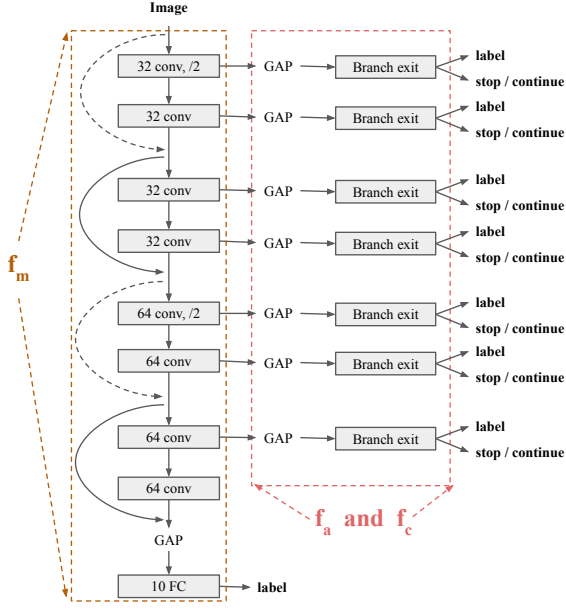 Image
32 conv, /2 GAP Branch exit label
stop / continue
32 conv GAP Branch exit label
stop / continue
32 conv GAP Branch exit label
stop / continue
32 conv GAP Branch exit label
stop / continue
f_m
64 conv, /2 GAP Branch exit label
stop / continue
64 conv GAP Branch exit label
stop / continue
64 conv GAP Branch exit label
stop / continue
64 conv
f_a and f_c
GAP
10 FC label